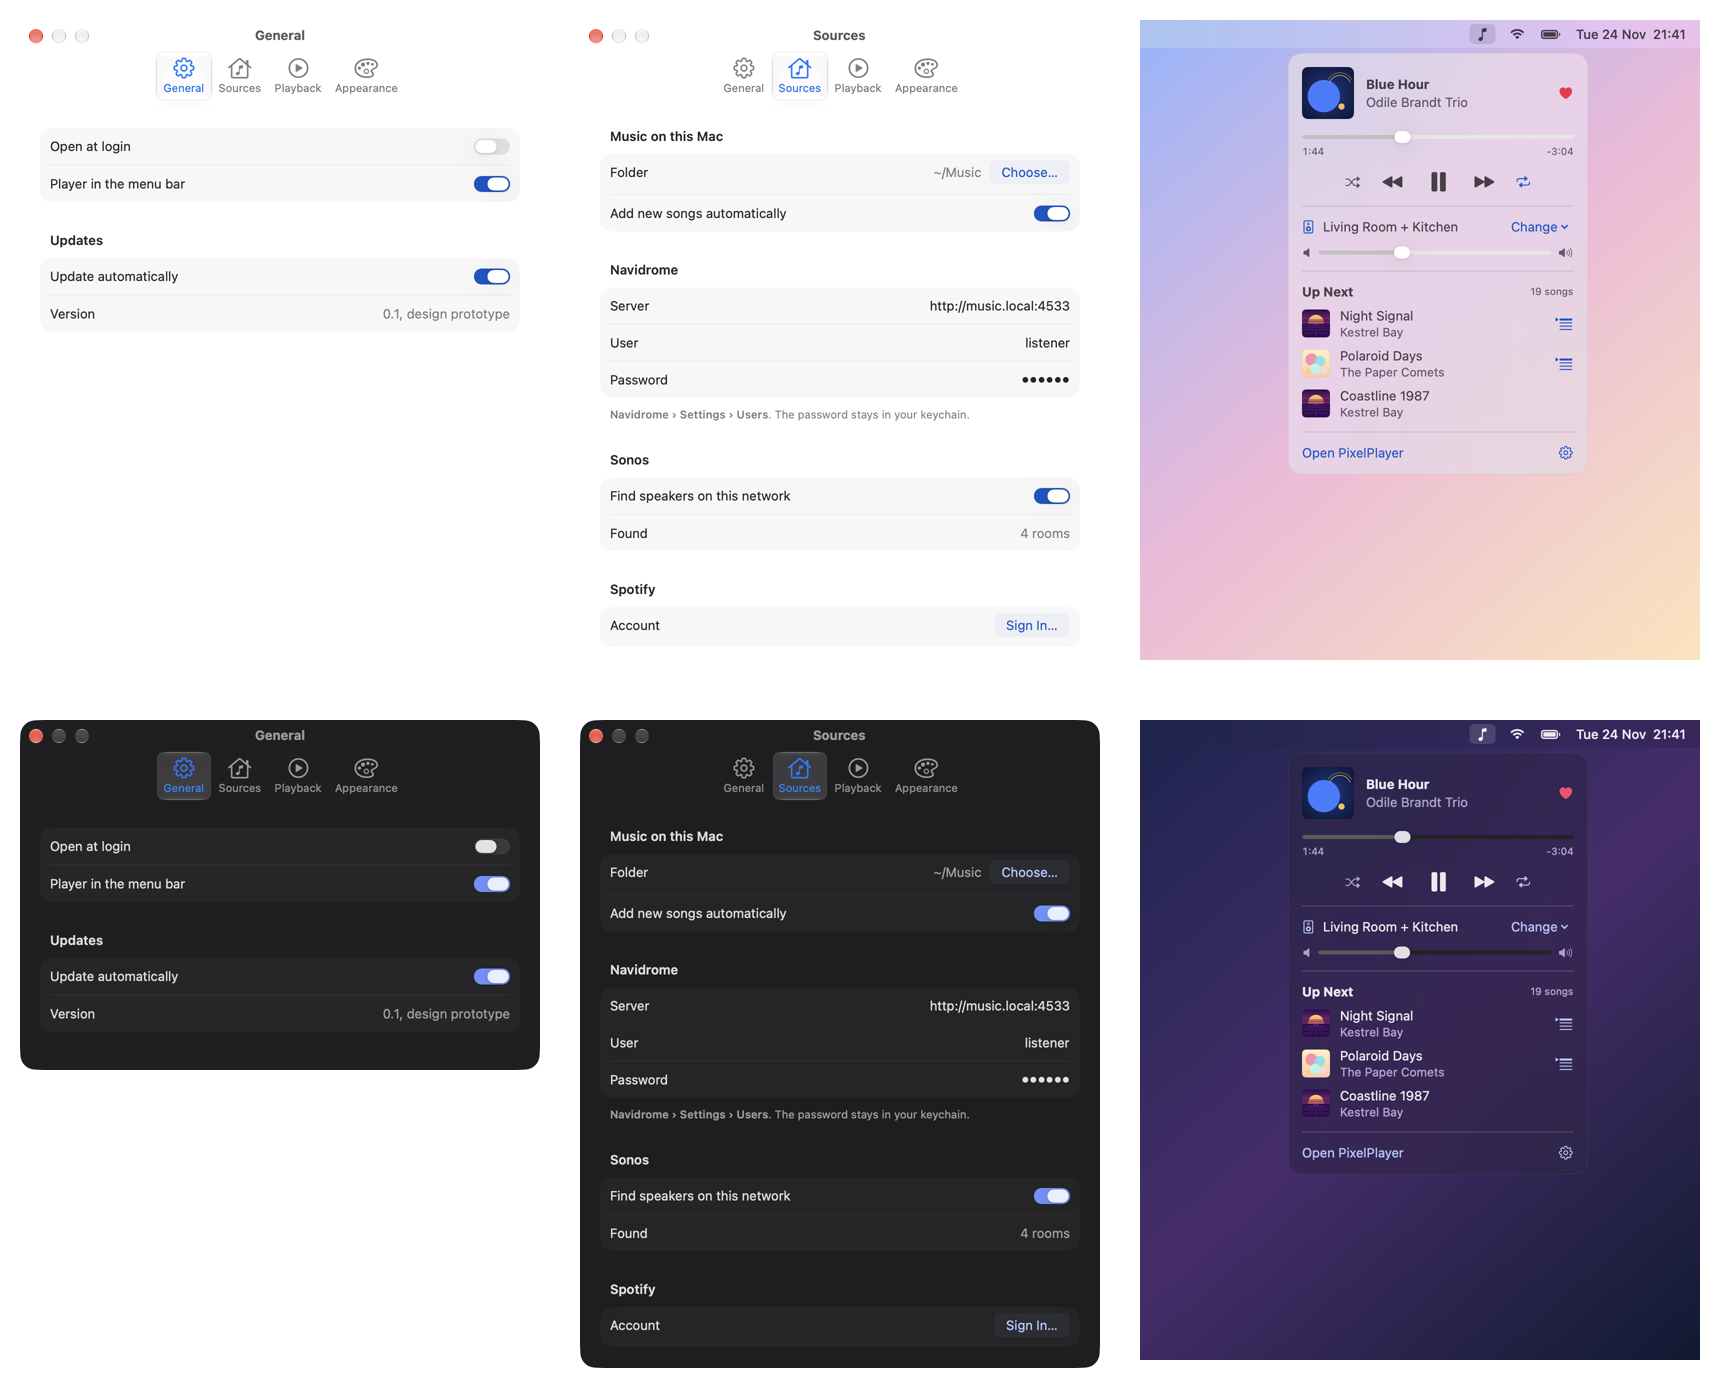 General
General Sources Playback Appearance
Open at login
Player in the menu bar
Updates
Update automatically
Version 0.1, design prototype
Sources
General Sources Playback Appearance
Music on this Mac
Folder ~/Music Choose...
Add new songs automatically
Navidrome
Server http://music.local:4533
User listener
Password ••••••
Navidrome › Settings › Users. The password stays in your keychain.
Sonos
Find speakers on this network
Found 4 rooms
Spotify
Account Sign In...
Tue 24 Nov 21:41
Blue Hour
Odile Brandt Trio
1:44 -3:04
Living Room + Kitchen Change
Up Next 19 songs
Night Signal
Kestrel Bay
Polaroid Days
The Paper Comets
Coastline 1987
Kestrel Bay
Open PixelPlayer
General
General Sources Playback Appearance
Open at login
Player in the menu bar
Updates
Update automatically
Version 0.1, design prototype
Sources
General Sources Playback Appearance
Music on this Mac
Folder ~/Music Choose...
Add new songs automatically
Navidrome
Server http://music.local:4533
User listener
Password ••••••
Navidrome › Settings › Users. The password stays in your keychain.
Sonos
Find speakers on this network
Found 4 rooms
Spotify
Account Sign In...
Tue 24 Nov 21:41
Blue Hour
Odile Brandt Trio
1:44 -3:04
Living Room + Kitchen Change
Up Next 19 songs
Night Signal
Kestrel Bay
Polaroid Days
The Paper Comets
Coastline 1987
Kestrel Bay
Open PixelPlayer